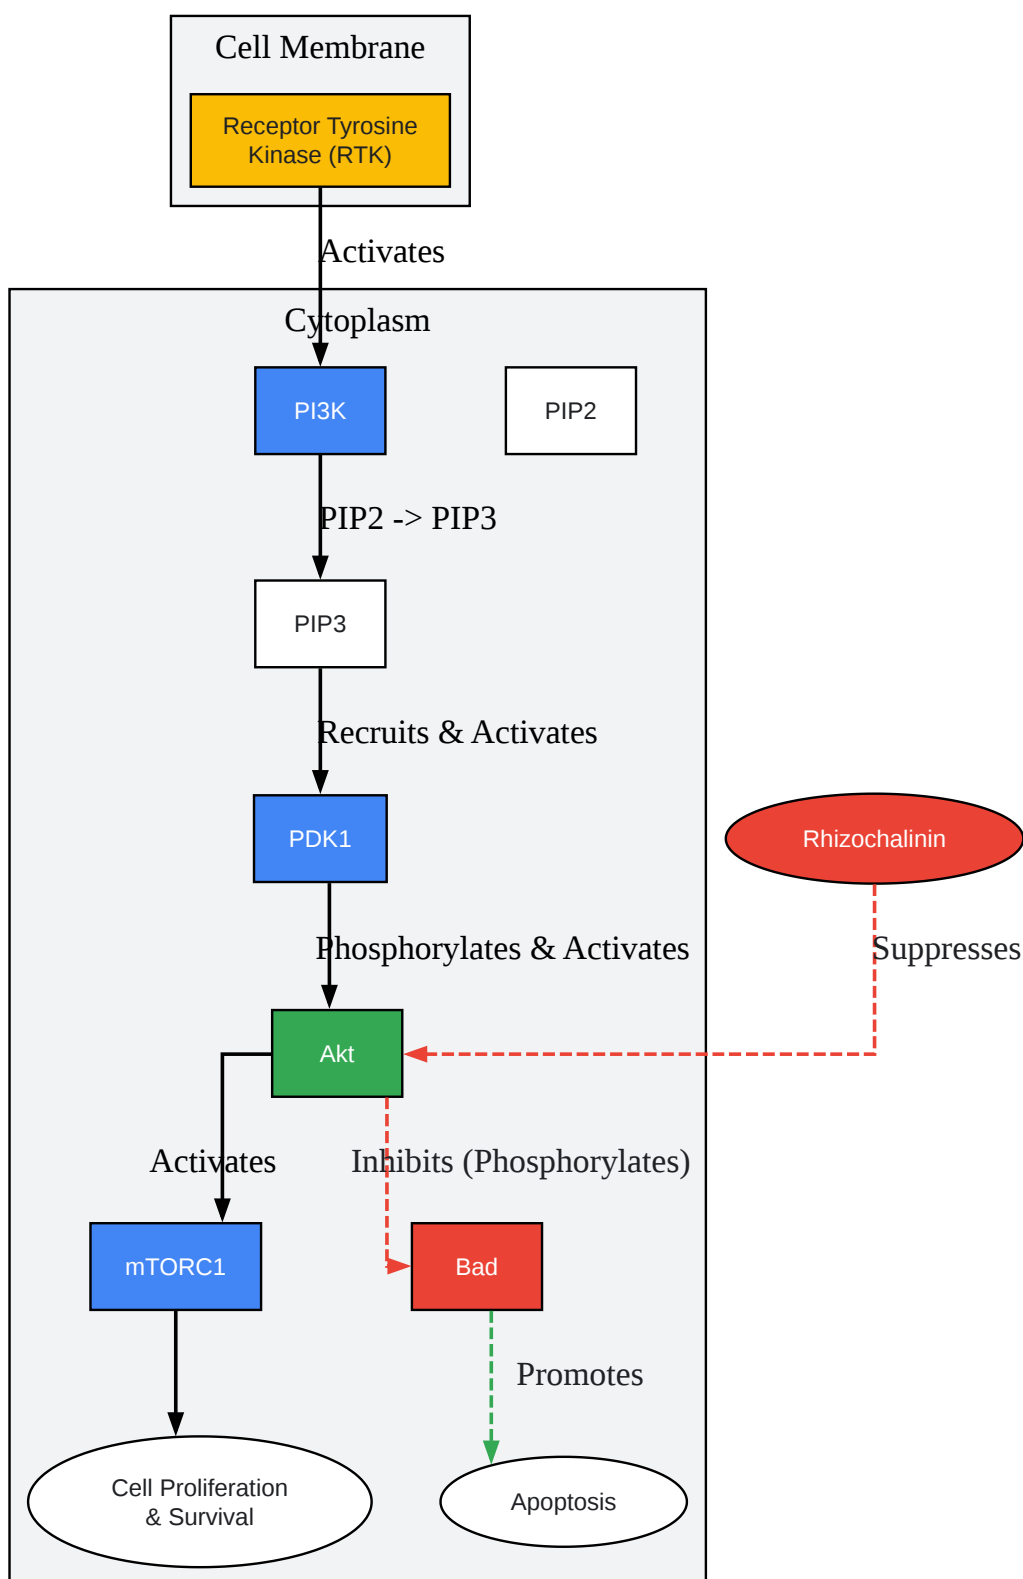 Cell Membrane
Receptor Tyrosine
Kinase (RTK)
Activates
Cytoplasm
PI3K
PIP2
PIP2 -> PIP3
PIP3
Recruits & Activates
PDK1
Rhizochalinin
Phosphorylates & Activates
Suppresses
Akt
Activates
Inhibits (Phosphorylates)
mTORC1
Bad
Promotes
Cell Proliferation
& Survival
Apoptosis